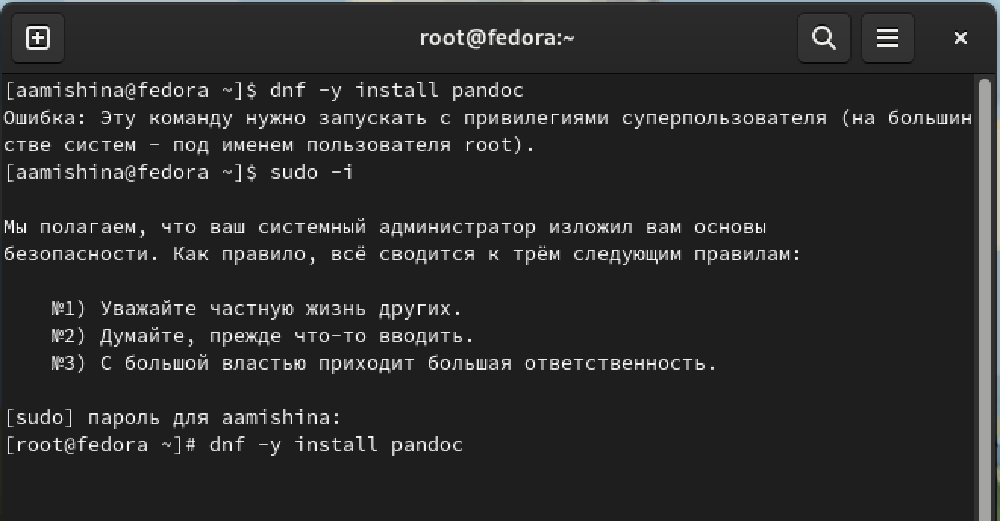 root@fedora:~
[aamishina@fedora ~]$ dnf -y install pandoc
Ошибка: Эту команду нужно запускать с привилегиями суперпользователя (на большин
стве систем - под именем пользователя root).
[aamishina@fedora ~]$ sudo -i
Мы полагаем, что ваш системный администратор изложил вам основы
безопасности. Как правило, всё сводится к трём следующим правилам:
№1) Уважайте частную жизнь других.
№2) Думайте, прежде что-то вводить.
№3) С большой властью приходит большая ответственность.
[sudo] пароль для aamishina:
[root@fedora ~]# dnf -y install pandoc